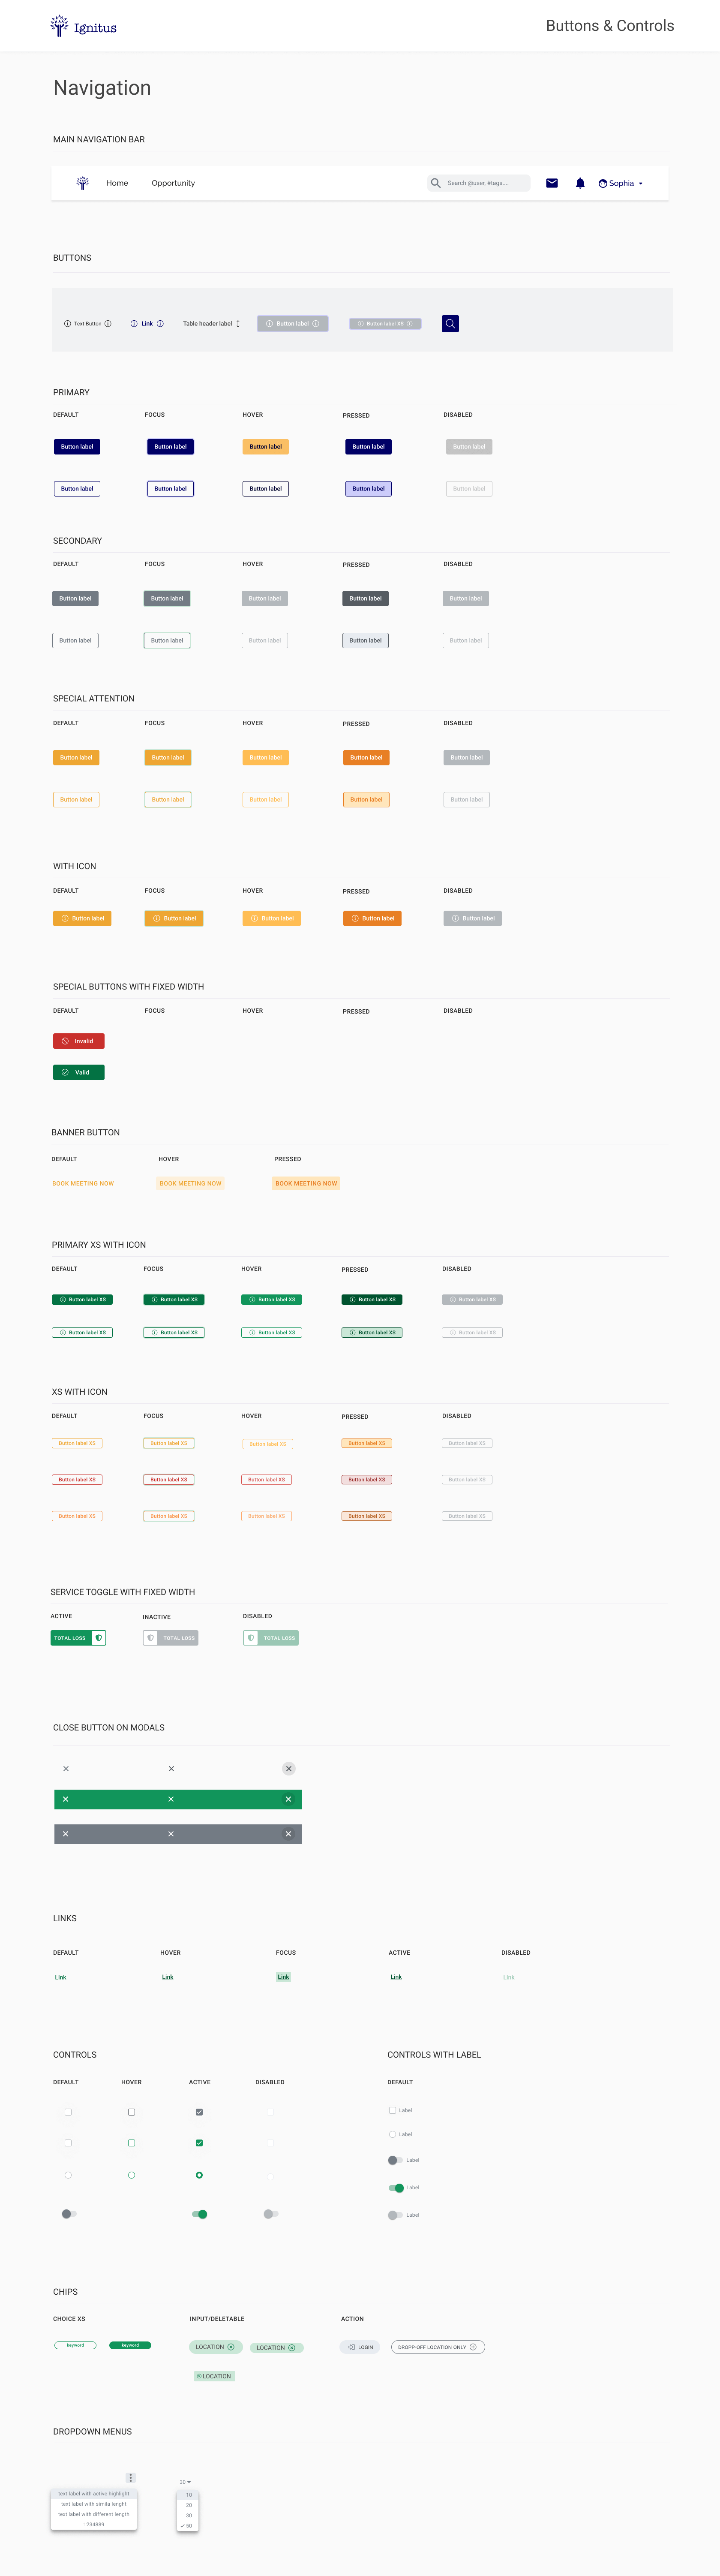 Ignitus
Buttons & Controls
Navigation
MAIN NAVIGATION BAR
Home Opportunity Search @user, #tags.... Sophia
BUTTONS
Text Button Link Table header label Button label Button label XS
PRIMARY
DEFAULT FOCUS HOVER PRESSED DISABLED
Button label Button label Button label Button label Button label
Button label Button label Button label Button label Button label
SECONDARY
DEFAULT FOCUS HOVER PRESSED DISABLED
Button label Button label Button label Button label Button label
Button label Button label Button label Button label Button label
SPECIAL ATTENTION
DEFAULT FOCUS HOVER PRESSED DISABLED
Button label Button label Button label Button label Button label
Button label Button label Button label Button label Button label
WITH ICON
DEFAULT FOCUS HOVER PRESSED DISABLED
Button label Button label Button label Button label Button label
SPECIAL BUTTONS WITH FIXED WIDTH
DEFAULT FOCUS HOVER PRESSED DISABLED
Invalid
Valid
BANNER BUTTON
DEFAULT HOVER PRESSED
BOOK MEETING NOW BOOK MEETING NOW BOOK MEETING NOW
PRIMARY XS WITH ICON
DEFAULT FOCUS HOVER PRESSED DISABLED
Button label XS Button label XS Button label XS Button label XS Button label XS
Button label XS Button label XS Button label XS Button label XS Button label XS
XS WITH ICON
DEFAULT FOCUS HOVER PRESSED DISABLED
Button label XS Button label XS Button label XS Button label XS Button label XS
Button label XS Button label XS Button label XS Button label XS Button label XS
Button label XS Button label XS Button label XS Button label XS Button label XS
SERVICE TOGGLE WITH FIXED WIDTH
ACTIVE INACTIVE DISABLED
TOTAL LOSS TOTAL LOSS TOTAL LOSS
CLOSE BUTTON ON MODALS
LINKS
DEFAULT HOVER FOCUS ACTIVE DISABLED
Link Link Link Link Link
CONTROLS CONTROLS WITH LABEL
DEFAULT HOVER ACTIVE DISABLED DEFAULT
Label
Label
Label
Label
Label
CHIPS
CHOICE XS INPUT/DELETABLE ACTION
keyword keyword LOCATION LOCATION LOGIN DROPP-OFF LOCATION ONLY
LOCATION
DROPDOWN MENUS
30
text label with active highlight 10
text label with simila lenght 20
text label with different length 30
1234889 50